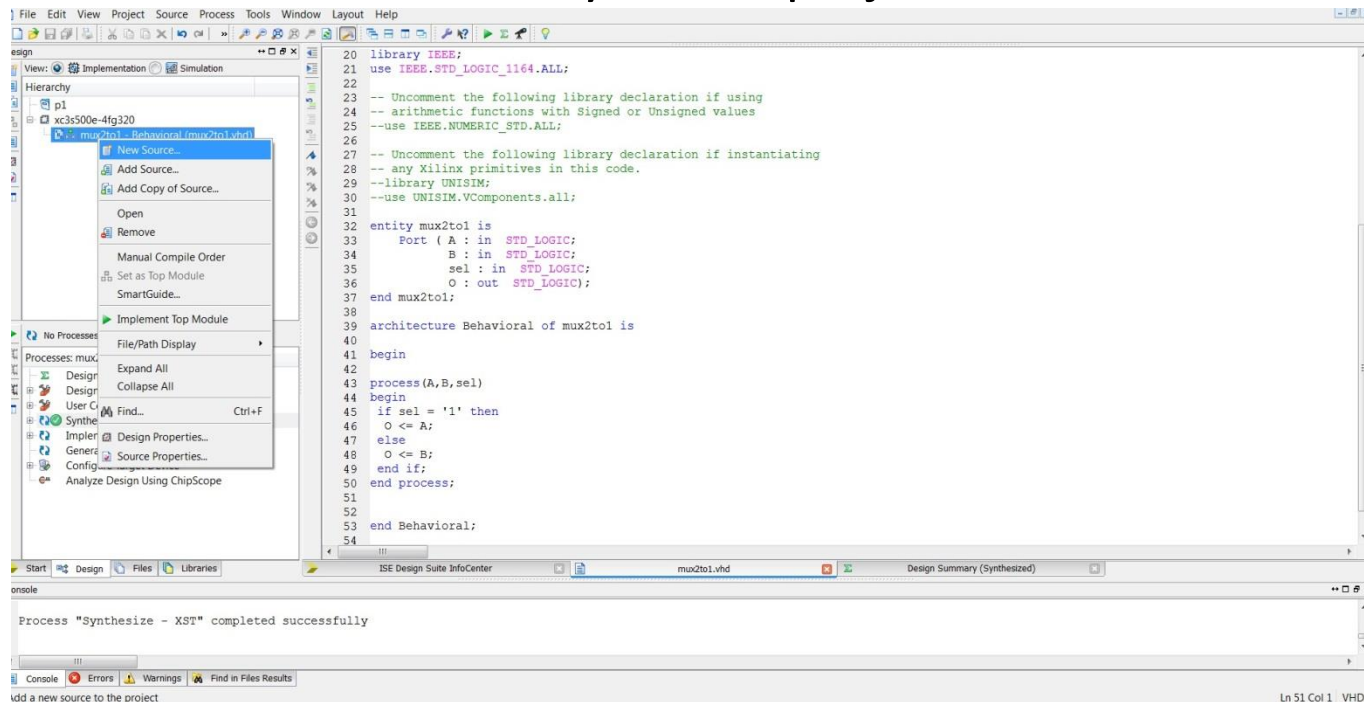 File Edit View Project Source Process Tools Window Layout Help
View: Implementation Simulation
Hierarchy
p1
xc3s500e-4fg320
mux2to1 - Behavioral (mux2to1.vhd)
New Source...
Add Source...
Add Copy of Source...
Open
Remove
Manual Compile Order
Set as Top Module
SmartGuide...
Implement Top Module
File/Path Display
Expand All
Collapse All
Find... Ctrl+F
Design Properties...
Source Properties...
No Processes
Processes:
Analyze Design Using ChipScope
Start Design Files Libraries
20 library IEEE;
21 use IEEE.STD_LOGIC_1164.ALL;
22
23 -- Uncomment the following library declaration if using
24 -- arithmetic functions with Signed or Unsigned values
25 --use IEEE.NUMERIC_STD.ALL;
26
27 -- Uncomment the following library declaration if instantiating
28 -- any Xilinx primitives in this code.
29 --library UNISIM;
30 --use UNISIM.VComponents.all;
31
32 entity mux2to1 is
33 Port ( A : in STD_LOGIC;
34 B : in STD_LOGIC;
35 sel : in STD_LOGIC;
36 O : out STD_LOGIC);
37 end mux2to1;
38
39 architecture Behavioral of mux2to1 is
40
41 begin
42
43 process(A,B,sel)
44 begin
45 if sel = '1' then
46 O <= A;
47 else
48 O <= B;
49 end if;
50 end process;
51
52
53 end Behavioral;
54
ISE Design Suite InfoCenter mux2to1.vhd Design Summary (Synthesized)
Process "Synthesize - XST" completed successfully
Console Errors Warnings Find in Files Results
a new source to the project Ln 51 Col 1 VHD